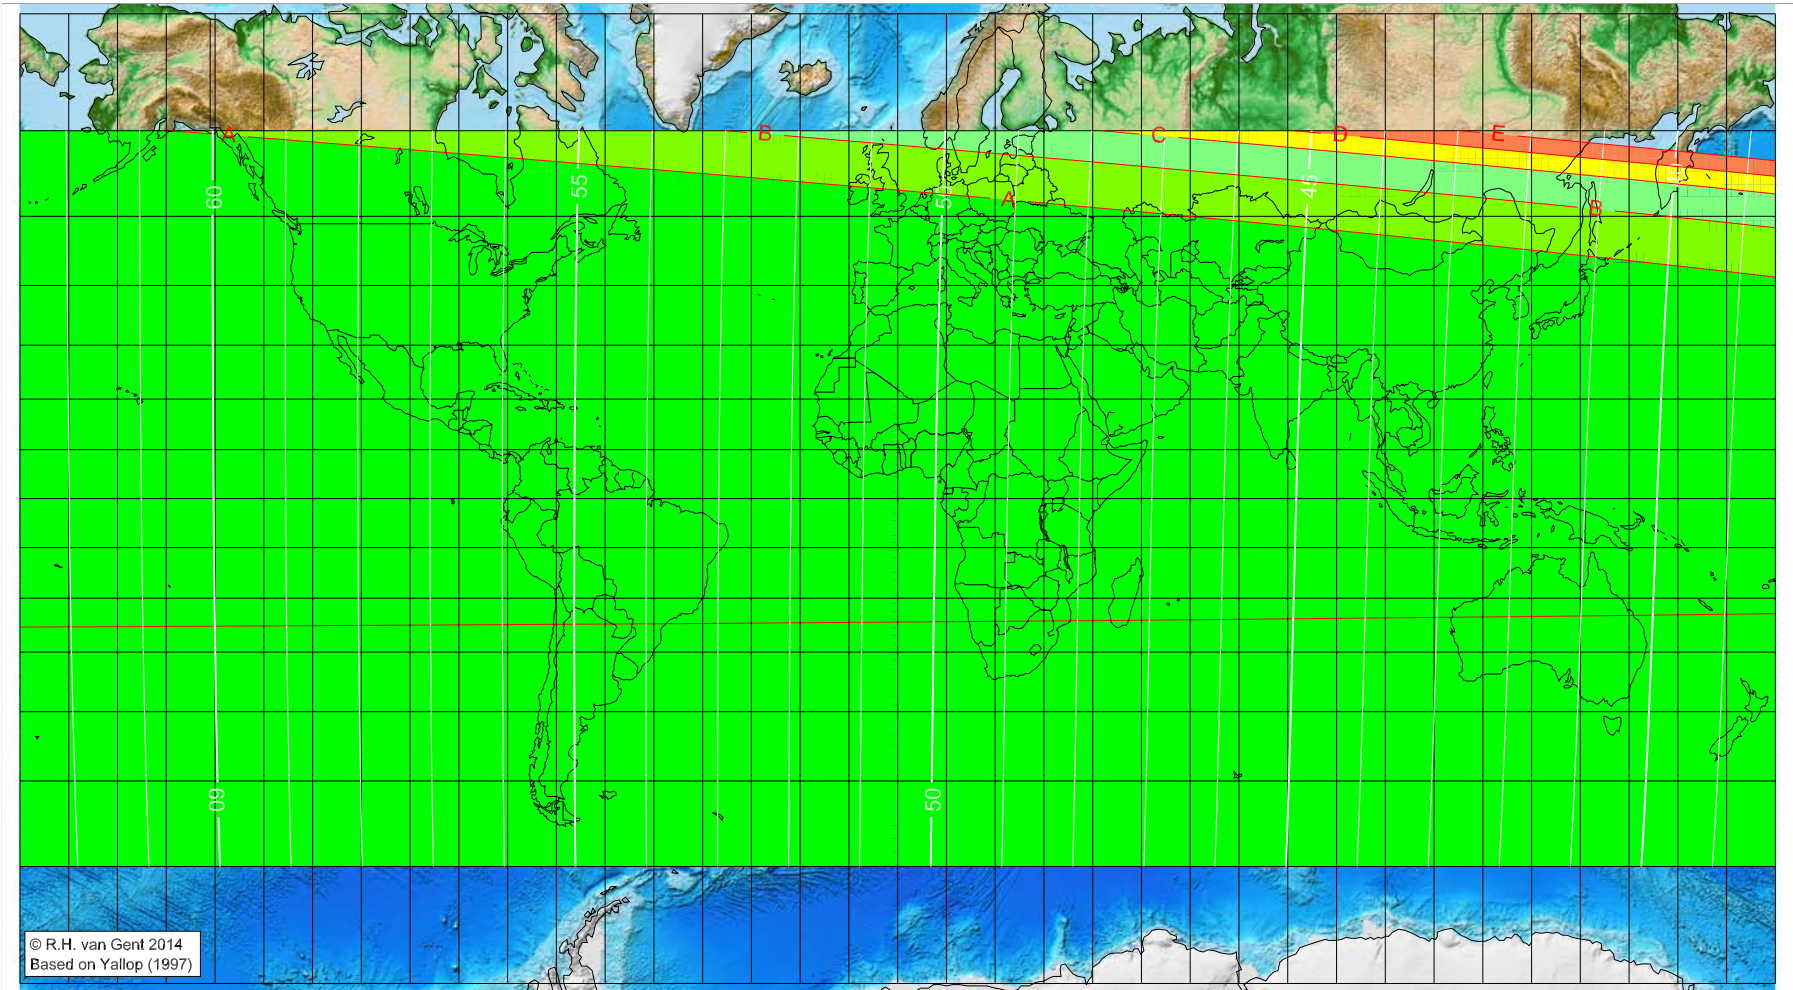 A
B
C
D
E
60
55
50
45
40
A
B
60
50
© R.H. van Gent 2014
Based on Yallop (1997)